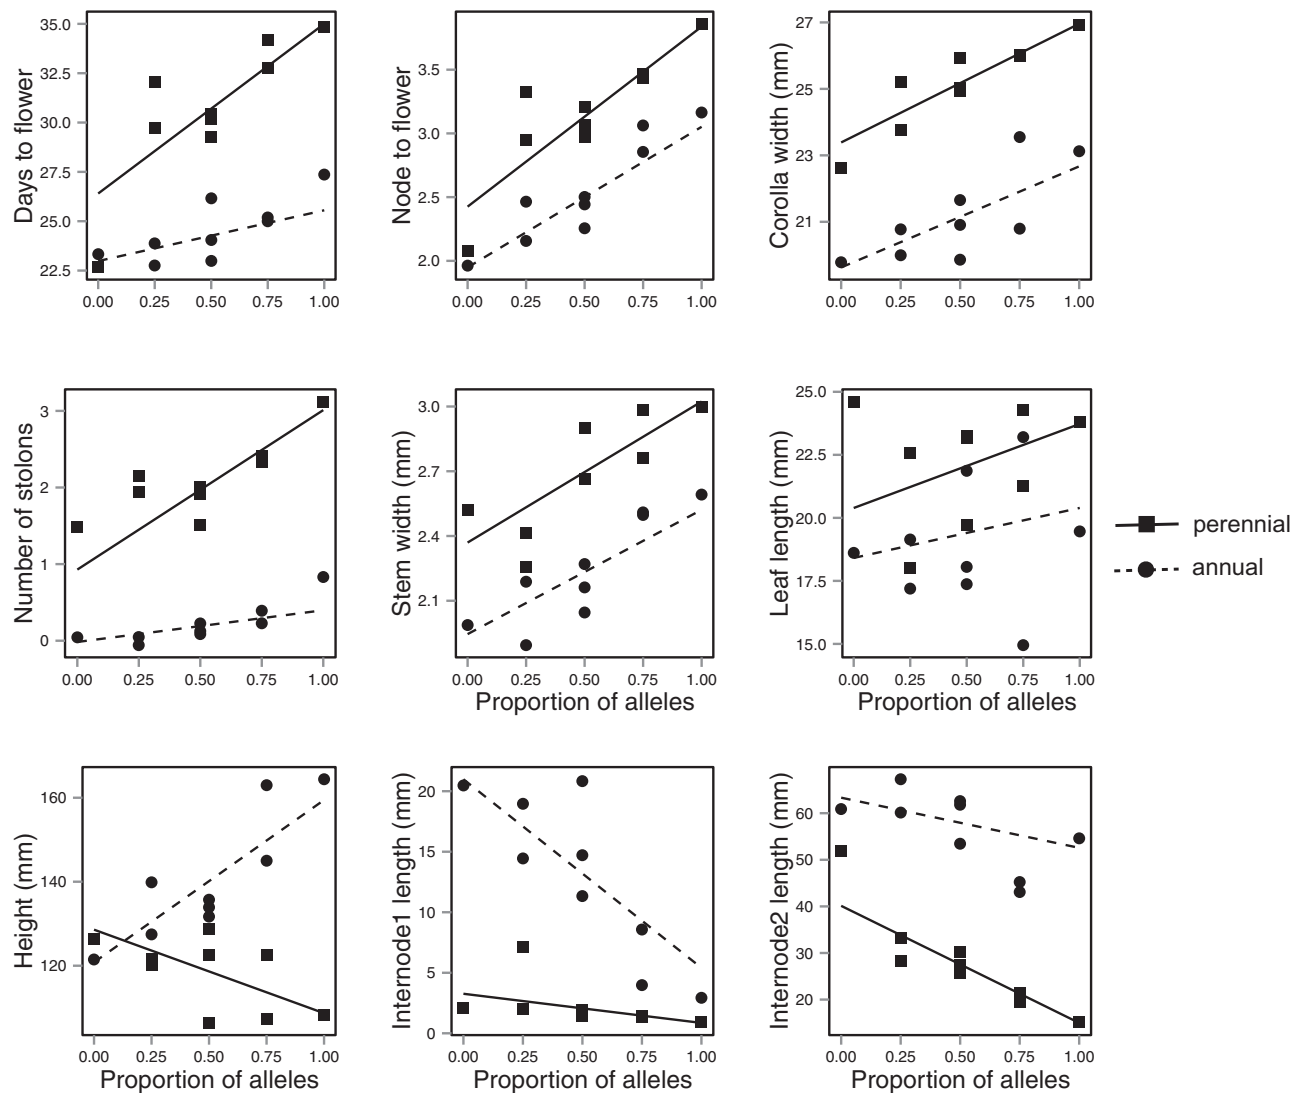 Days to flower
35.0
32.5
30.0
27.5
25.0
22.5
0.00 0.25 0.50 0.75 1.00
Node to flower
3.5
3.0
2.5
2.0
0.00 0.25 0.50 0.75 1.00
Corolla width (mm)
27
25
23
21
0.00 0.25 0.50 0.75 1.00
Number of stolons
3
2
1
0
0.00 0.25 0.50 0.75 1.00
Stem width (mm)
3.0
2.7
2.4
2.1
0.00 0.25 0.50 0.75 1.00
Proportion of alleles
Leaf length (mm)
25.0
22.5
20.0
17.5
15.0
0.00 0.25 0.50 0.75 1.00
Proportion of alleles
perennial
annual
Height (mm)
160
140
120
0.00 0.25 0.50 0.75 1.00
Proportion of alleles
Internode1 length (mm)
20
15
10
5
0
0.00 0.25 0.50 0.75 1.00
Proportion of alleles
Internode2 length (mm)
60
50
40
30
20
0.00 0.25 0.50 0.75 1.00
Proportion of alleles